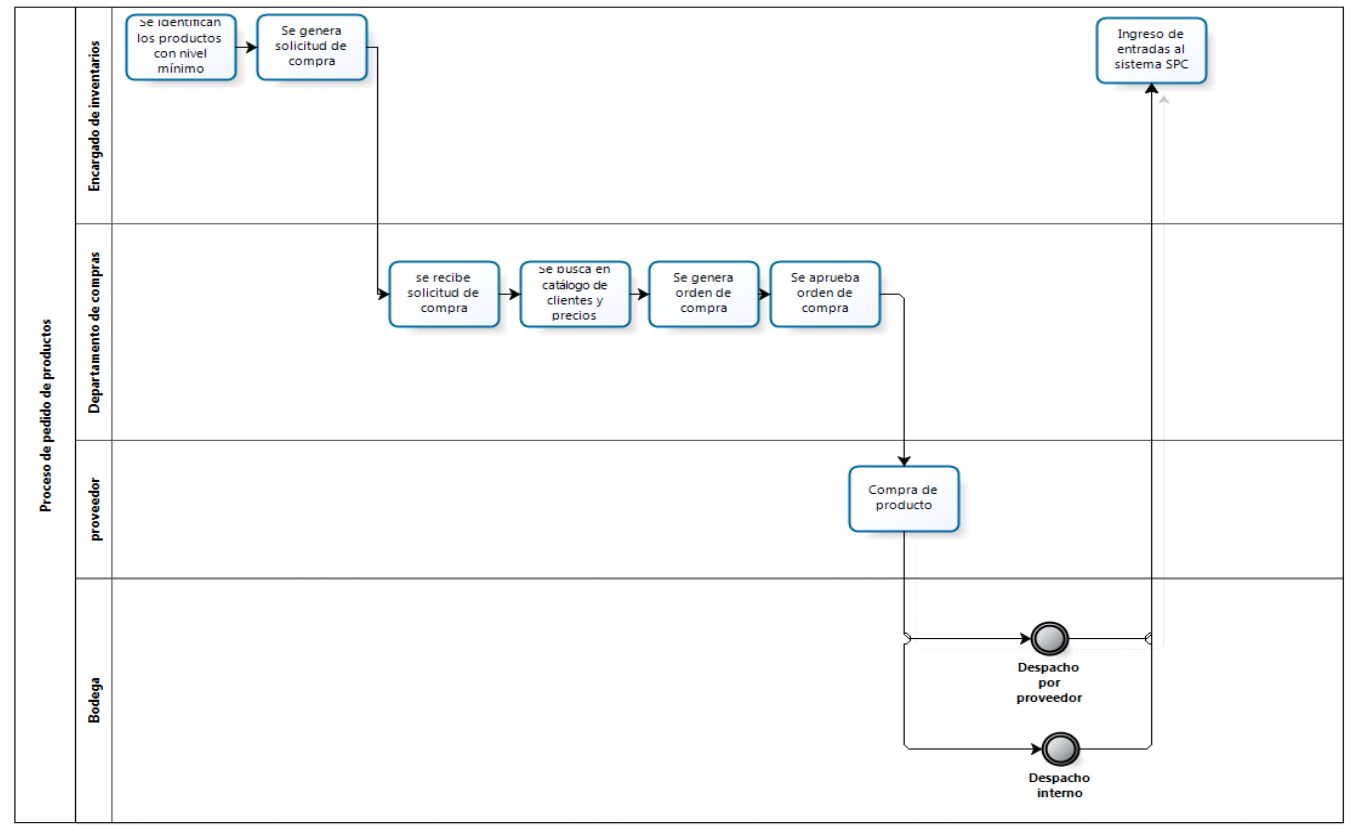 Proceso de pedido de productos
Encargado de inventarios
Se identifican
los productos
con nivel
mínimo
Se genera
solicitud de
compra
Ingreso de
entradas al
sistema SPC
Departamento de compras
se recibe
solicitud de
compra
Se busca en
catálogo de
clientes y
precios
Se genera
orden de
compra
Se aprueba
orden de
compra
proveedor
Compra de
producto
Bodega
Despacho
por
proveedor
Despacho
interno